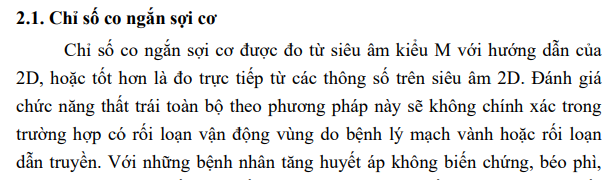 2.1. Chỉ số co ngắn sợi cơ
Chỉ số co ngắn sợi cơ được đo từ siêu âm kiểu M với hướng dẫn của
2D, hoặc tốt hơn là đo trực tiếp từ các thông số trên siêu âm 2D. Đánh giá
chức năng thất trái toàn bộ theo phương pháp này sẽ không chính xác trong
trường hợp có rối loạn vận động vùng do bệnh lý mạch vành hoặc rối loạn
dẫn truyền. Với những bệnh nhân tăng huyết áp không biến chứng, béo phì,